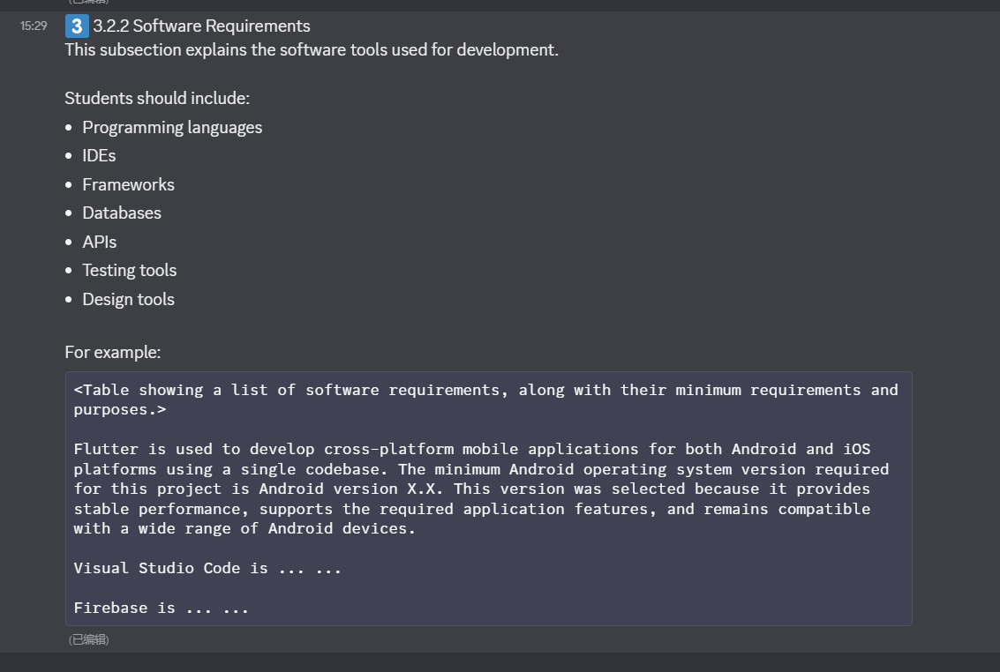 (已编辑)
15:29
3 3.2.2 Software Requirements
This subsection explains the software tools used for development.
Students should include:
• Programming languages
• IDEs
• Frameworks
• Databases
• APIs
• Testing tools
• Design tools
For example:
<Table showing a list of software requirements, along with their minimum requirements and
purposes.>
Flutter is used to develop cross-platform mobile applications for both Android and iOS
platforms using a single codebase. The minimum Android operating system version required
for this project is Android version X.X. This version was selected because it provides
stable performance, supports the required application features, and remains compatible
with a wide range of Android devices.
Visual Studio Code is ... ...
Firebase is ... ...
(已编辑)